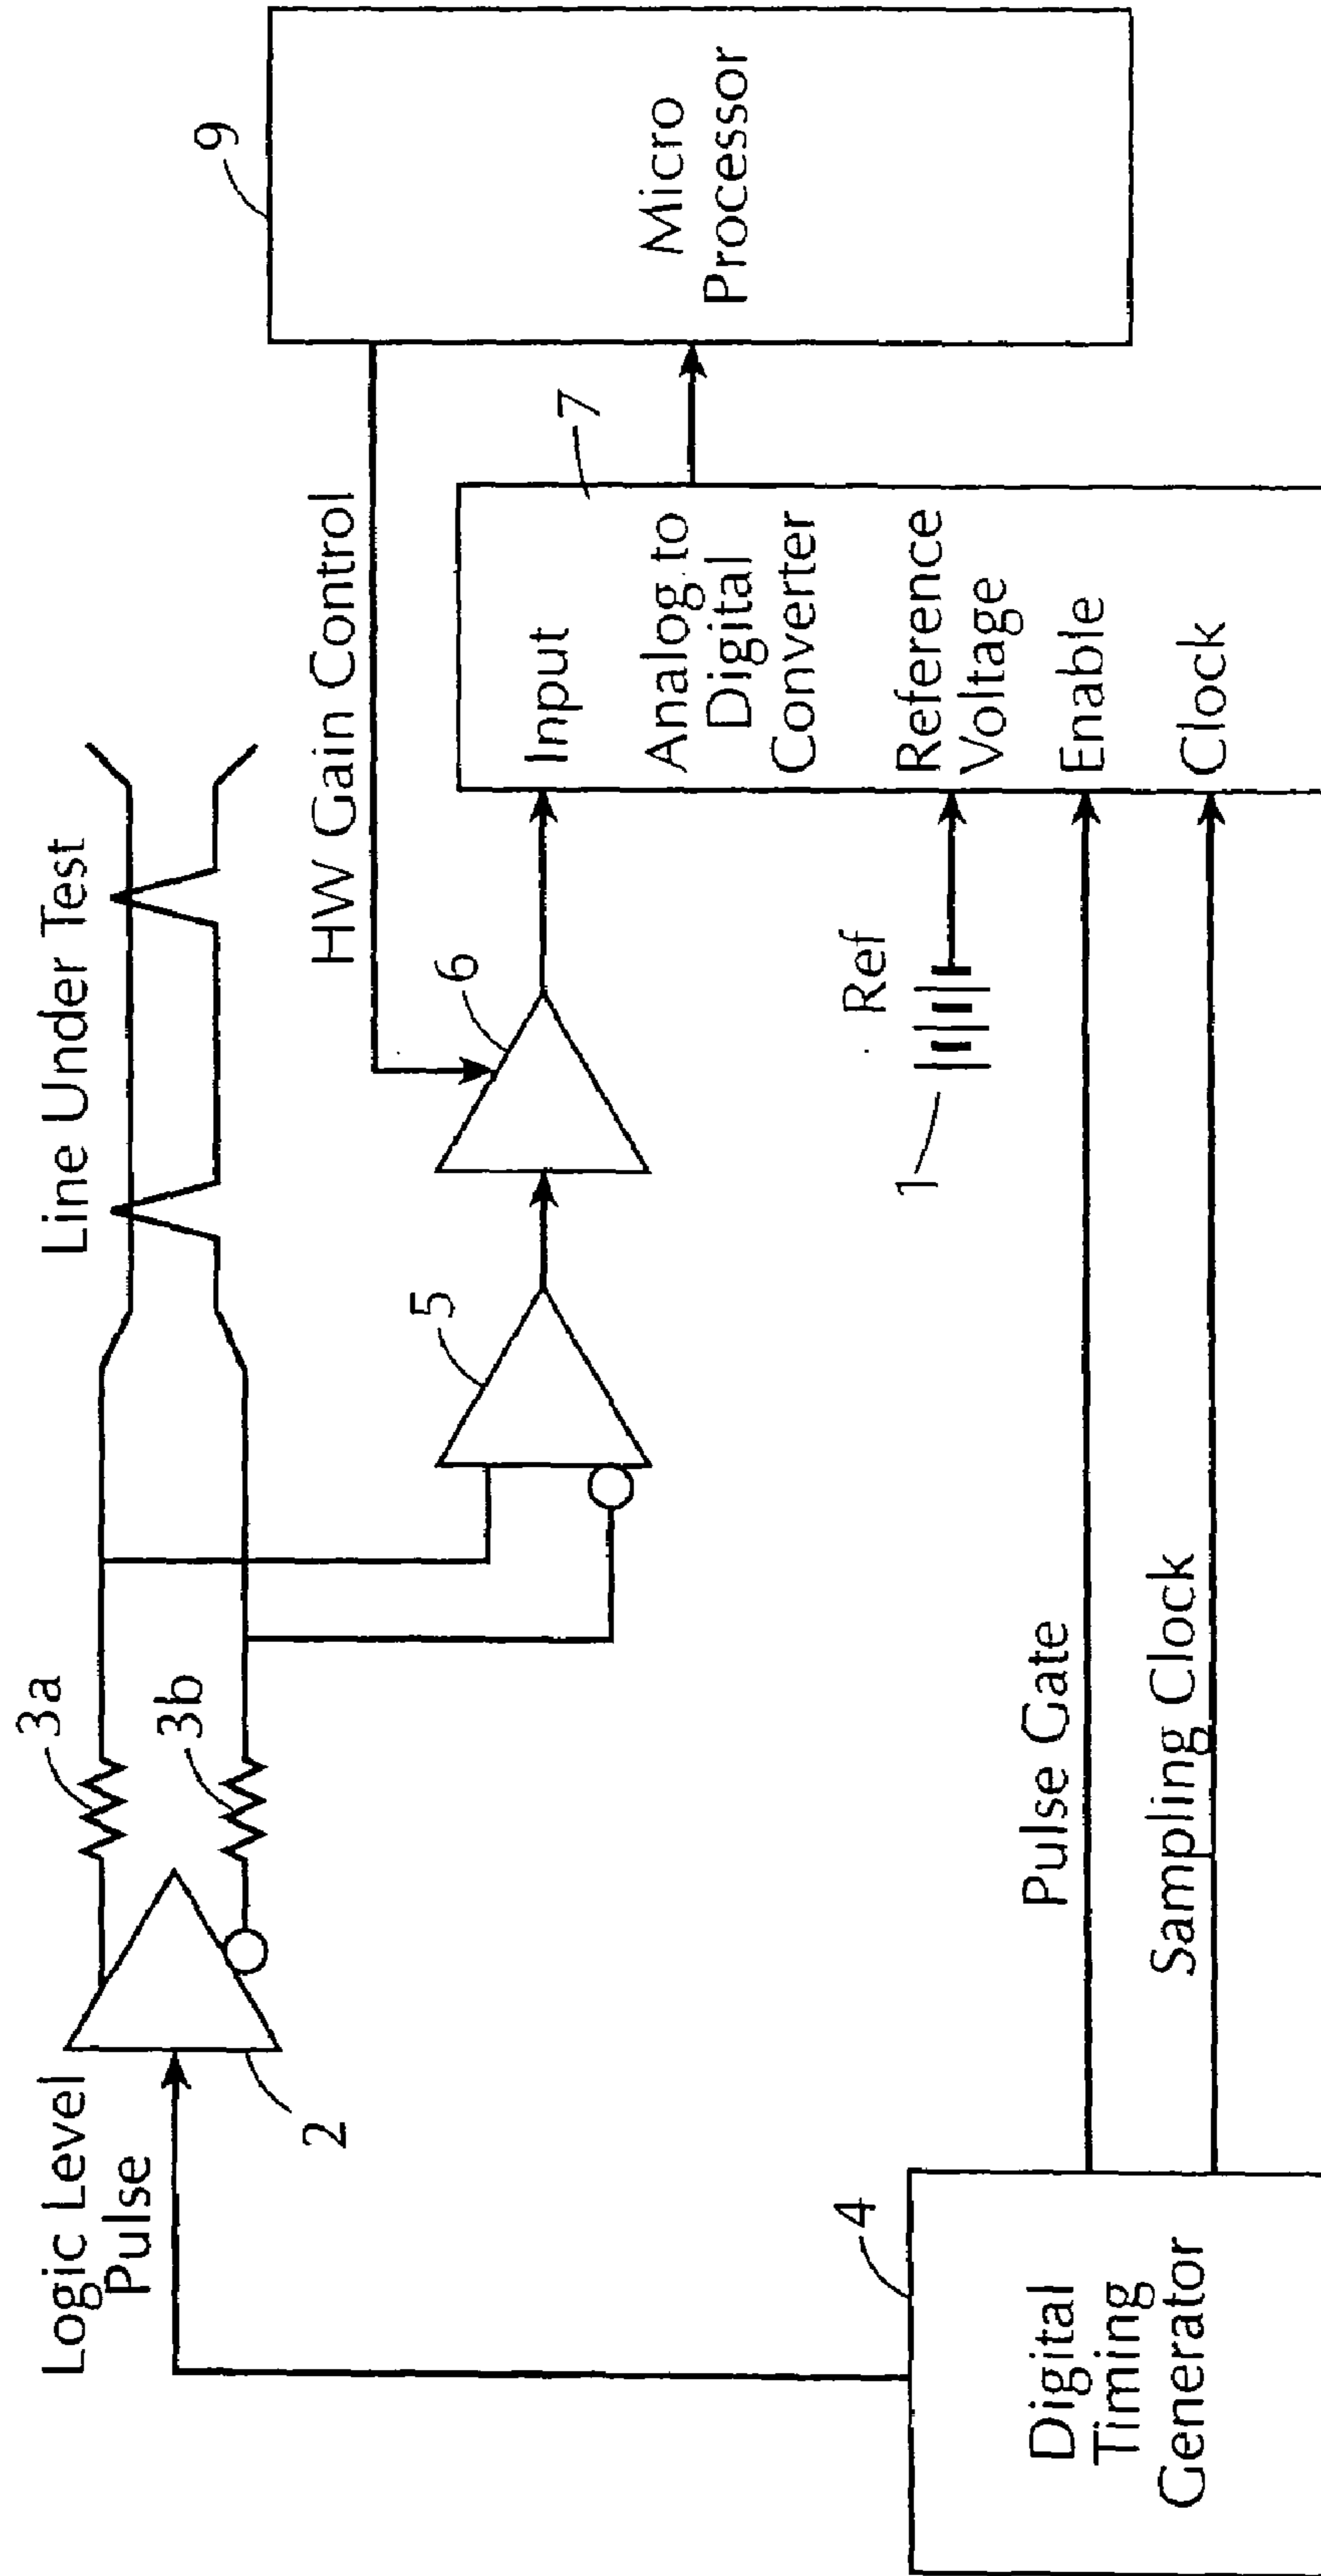 Line Under Test
Logic Level
Pulse
3a
3b
2
5
6
HW Gain Control
9
Micro
Processor
7
Input
Analog to
Digital
Converter
Reference
Voltage
Enable
Clock
Ref
1
Pulse Gate
Sampling Clock
4
Digital
Timing
Generator